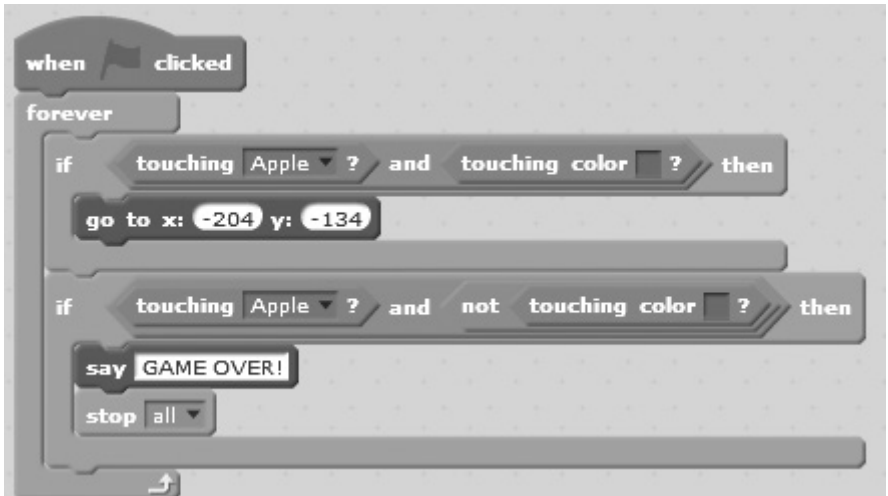 when clicked
forever
if touching Apple ? and touching color ? then
go to x: -204 y: -134
if touching Apple ? and not touching color ? then
say GAME OVER!
stop all